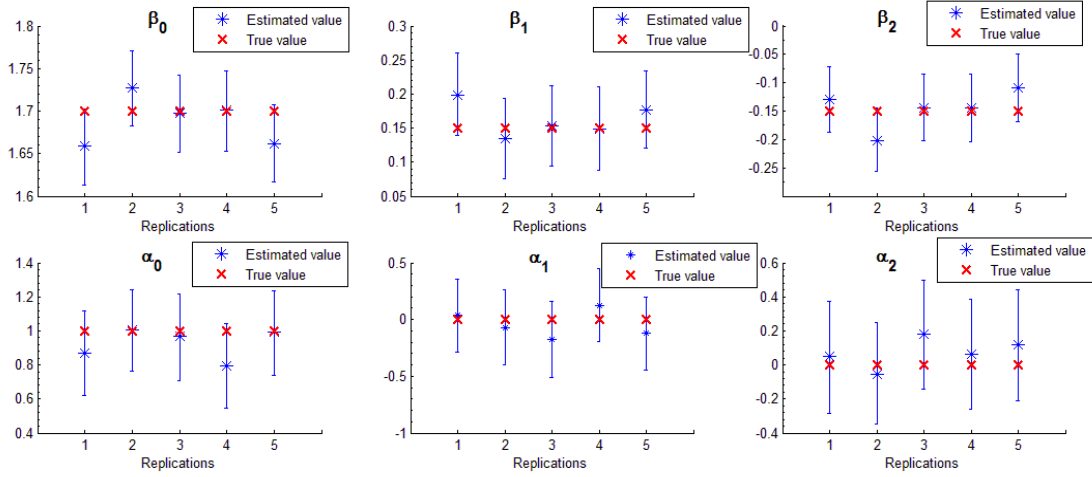 β0
Estimated value
True value
1.8
1.75
1.7
1.65
1.6
1 2 3 4 5
Replications
β1
Estimated value
True value
0.3
0.25
0.2
0.15
0.1
0.05
1 2 3 4 5
Replications
β2
Estimated value
True value
0
-0.05
-0.1
-0.15
-0.2
-0.25
1 2 3 4 5
Replications
α0
Estimated value
True value
1.4
1.2
1
0.8
0.6
0.4
1 2 3 4 5
Replications
α1
Estimated value
True value
0.5
0
-0.5
-1
1 2 3 4 5
Replications
α2
Estimated value
True value
0.6
0.4
0.2
0
-0.2
-0.4
1 2 3 4 5
Replications